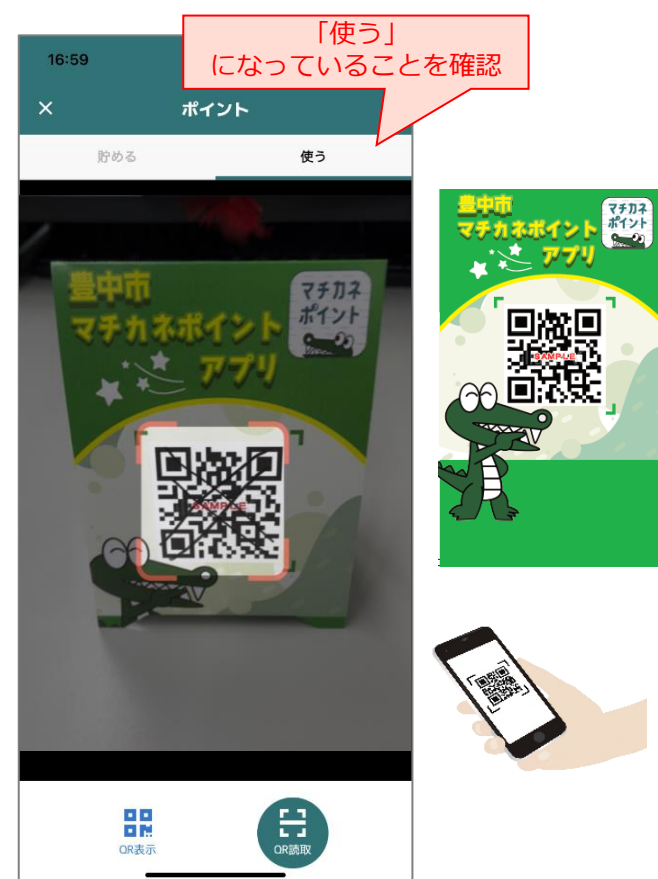 「使う」
になっていることを確認
16:59
×
ポイント
貯める
使う
豊中市
マチカネポイント
アプリ
マチカネ
ポイント
SAMPLE
QR表示
QR読取
豊中市
マチカネポイント
アプリ
マチカネ
ポイント
SAMPLE